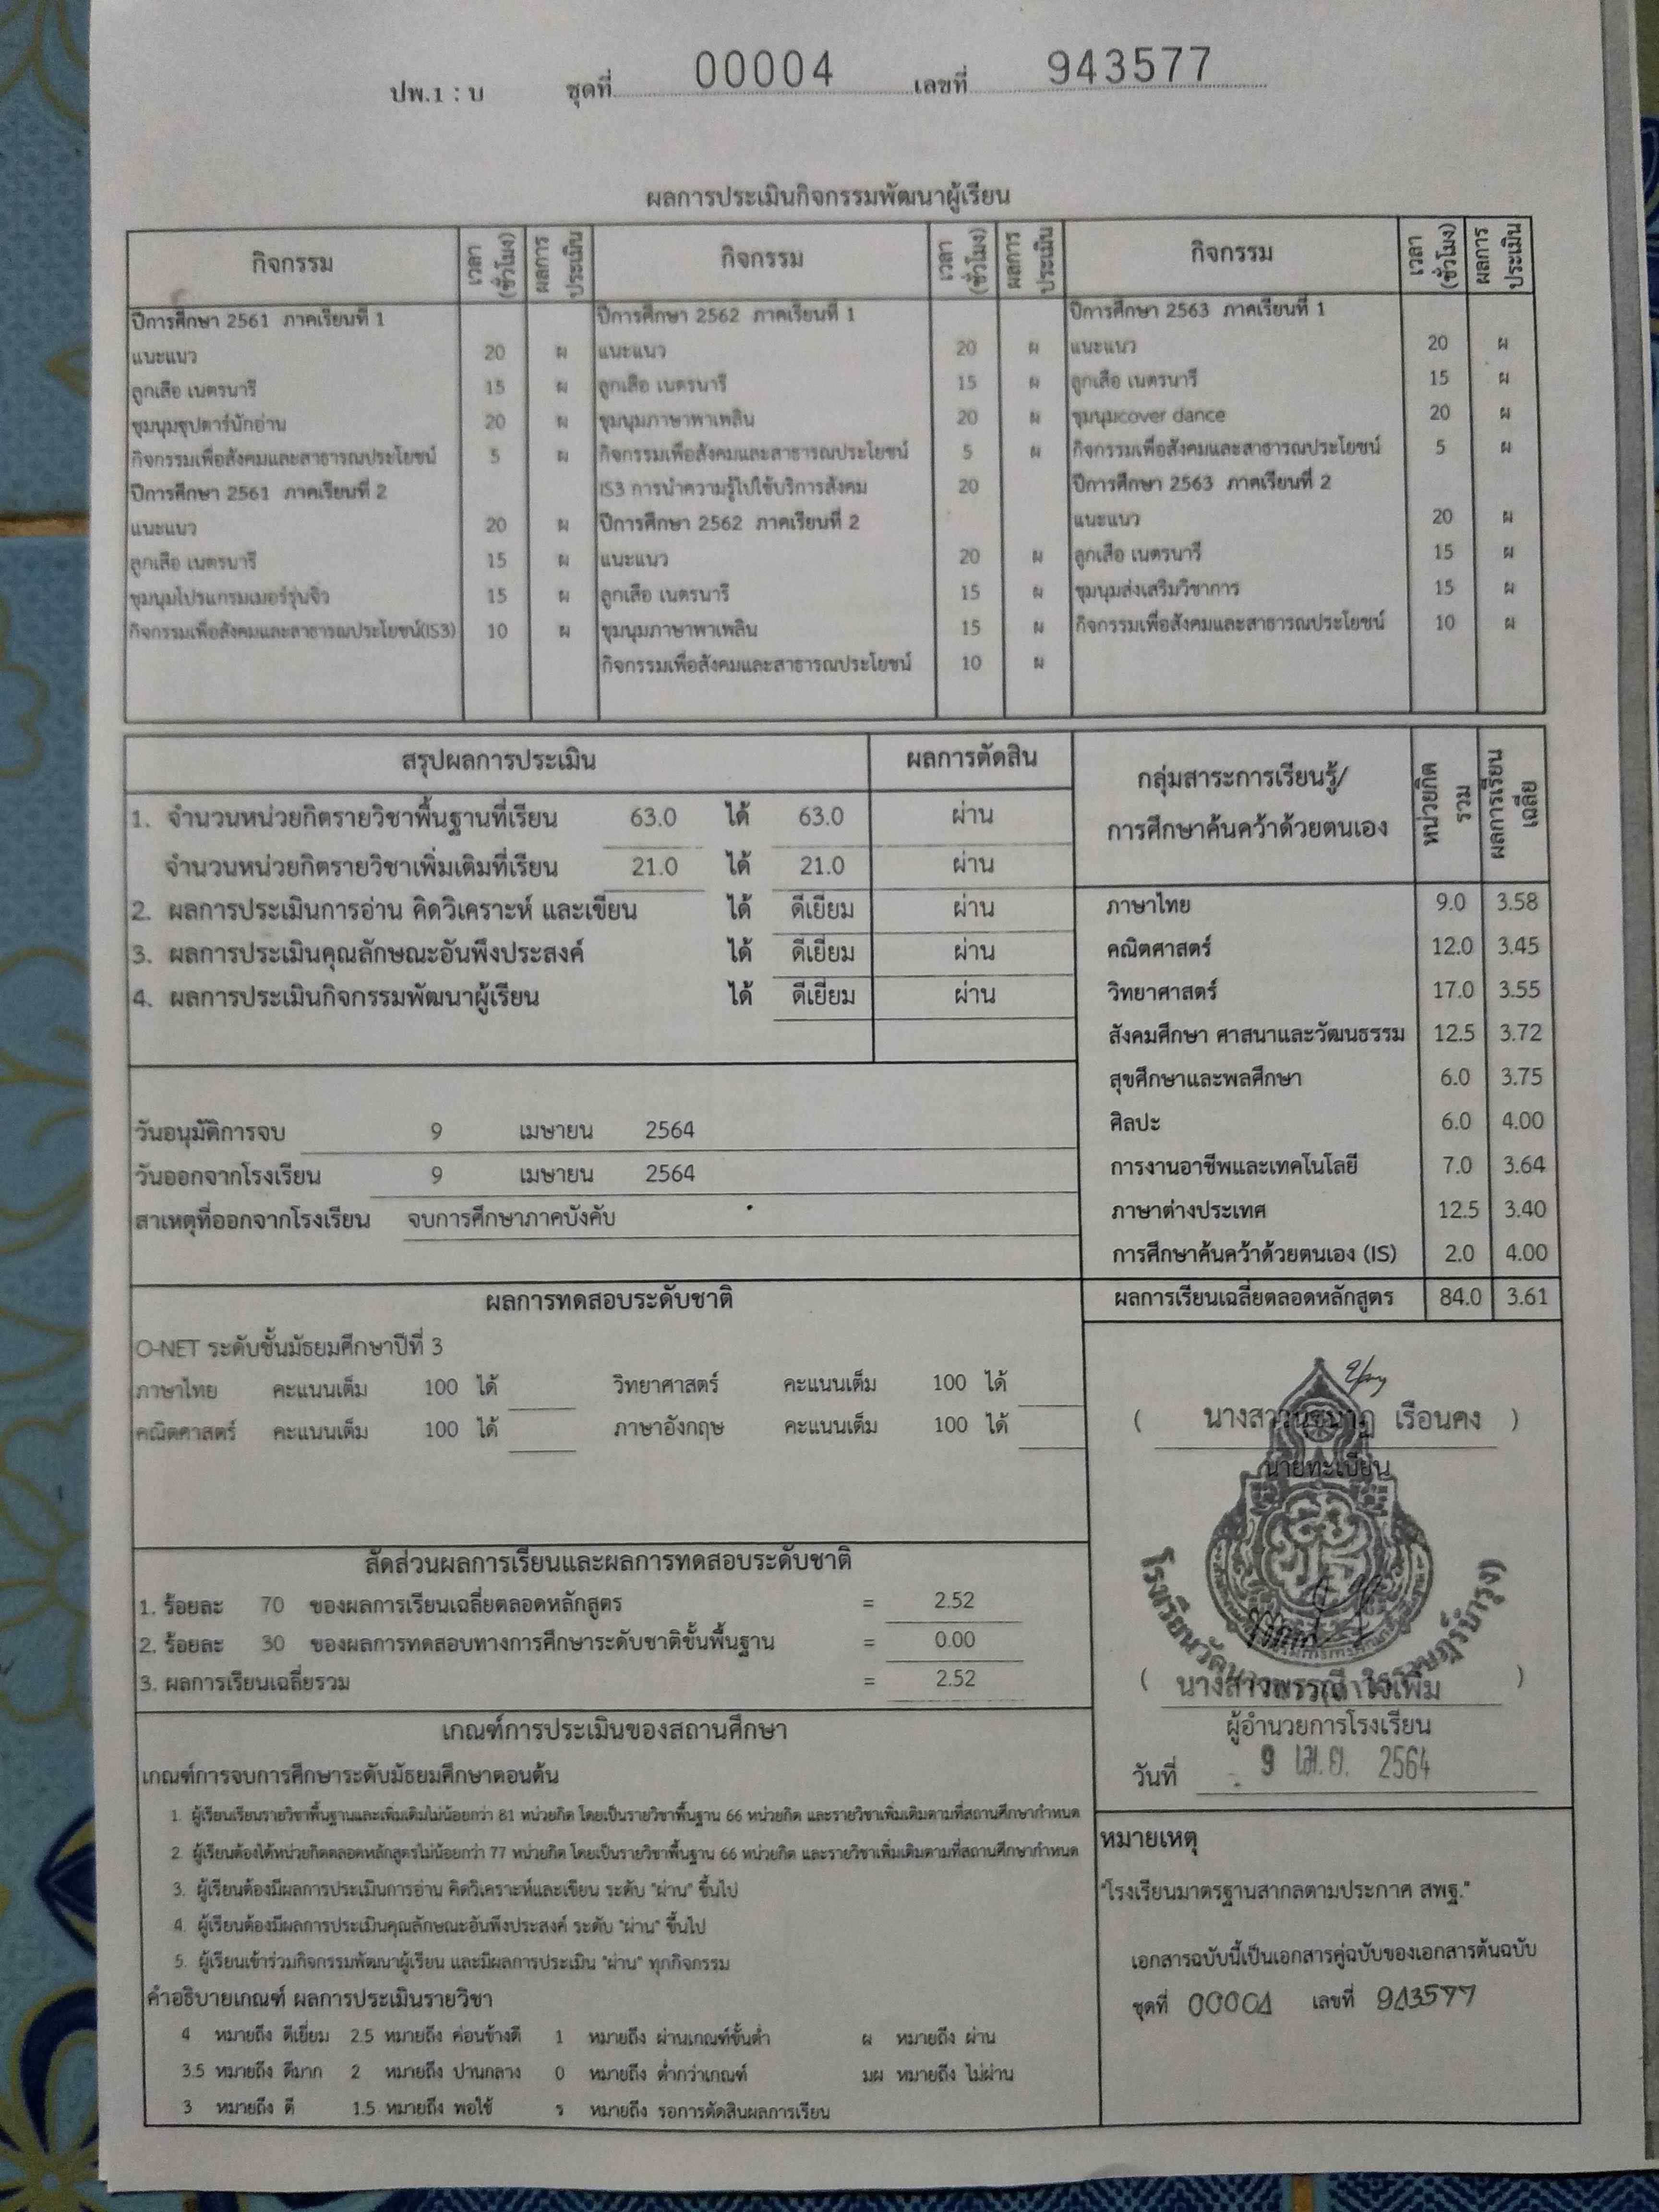 ปพ.1 : บ ชุดที่ 00004 เลขที่ 943577
ผลการประเมินกิจกรรมพัฒนาผู้เรียน
กิจกรรม เวลา (ชั่วโมง) ผลการประเมิน กิจกรรม เวลา (ชั่วโมง) ผลการประเมิน กิจกรรม เวลา (ชั่วโมง) ผลการประเมิน
ปีการศึกษา 2561 ภาคเรียนที่ 1
แนะแนว 20 ผ
ลูกเสือ เนตรนารี 15 ผ
ชุมนุมซุปตาร์นักอ่าน 20 ผ
กิจกรรมเพื่อสังคมและสาธารณประโยชน์ 5 ผ
ปีการศึกษา 2561 ภาคเรียนที่ 2
แนะแนว 20 ผ
ลูกเสือ เนตรนารี 15 ผ
ชุมนุมโปรแกรมเมอร์รุ่นจิ๋ว 15 ผ
กิจกรรมเพื่อสังคมและสาธารณประโยชน์(IS3) 10 ผ
ปีการศึกษา 2562 ภาคเรียนที่ 1
แนะแนว 20 ผ
ลูกเสือ เนตรนารี 15 ผ
ชุมนุมภาษาพาเพลิน 20 ผ
กิจกรรมเพื่อสังคมและสาธารณประโยชน์ 5 ผ
IS3 การนำความรู้ไปใช้บริการสังคม 20
ปีการศึกษา 2562 ภาคเรียนที่ 2
แนะแนว 20 ผ
ลูกเสือ เนตรนารี 15 ผ
ชุมนุมภาษาพาเพลิน 15 ผ
กิจกรรมเพื่อสังคมและสาธารณประโยชน์ 10 ผ
ปีการศึกษา 2563 ภาคเรียนที่ 1
แนะแนว 20 ผ
ลูกเสือ เนตรนารี 15 ผ
ชุมนุมcover dance 20 ผ
กิจกรรมเพื่อสังคมและสาธารณประโยชน์ 5 ผ
ปีการศึกษา 2563 ภาคเรียนที่ 2
แนะแนว 20 ผ
ลูกเสือ เนตรนารี 15 ผ
ชุมนุมส่งเสริมวิชาการ 15 ผ
กิจกรรมเพื่อสังคมและสาธารณประโยชน์ 10 ผ
สรุปผลการประเมิน ผลการตัดสิน
1. จำนวนหน่วยกิตรายวิชาพื้นฐานที่เรียน 63.0 ได้ 63.0 ผ่าน
จำนวนหน่วยกิตรายวิชาเพิ่มเติมที่เรียน 21.0 ได้ 21.0 ผ่าน
2. ผลการประเมินการอ่าน คิดวิเคราะห์ และเขียน ได้ ดีเยี่ยม ผ่าน
3. ผลการประเมินคุณลักษณะอันพึงประสงค์ ได้ ดีเยี่ยม ผ่าน
4. ผลการประเมินกิจกรรมพัฒนาผู้เรียน ได้ ดีเยี่ยม ผ่าน
วันอนุมัติการจบ 9 เมษายน 2564
วันออกจากโรงเรียน 9 เมษายน 2564
สาเหตุที่ออกจากโรงเรียน จบการศึกษาภาคบังคับ
กลุ่มสาระการเรียนรู้/ หน่วยกิตรวม ผลการเรียนเฉลี่ย
การศึกษาค้นคว้าด้วยตนเอง
ภาษาไทย 9.0 3.58
คณิตศาสตร์ 12.0 3.45
วิทยาศาสตร์ 17.0 3.55
สังคมศึกษา ศาสนาและวัฒนธรรม 12.5 3.72
สุขศึกษาและพลศึกษา 6.0 3.75
ศิลปะ 6.0 4.00
การงานอาชีพและเทคโนโลยี 7.0 3.64
ภาษาต่างประเทศ 12.5 3.40
การศึกษาค้นคว้าด้วยตนเอง (IS) 2.0 4.00
ผลการเรียนเฉลี่ยตลอดหลักสูตร 84.0 3.61
ผลการทดสอบระดับชาติ
O-NET ระดับชั้นมัธยมศึกษาปีที่ 3
ภาษาไทย คะแนนเต็ม 100 ได้ วิทยาศาสตร์ คะแนนเต็ม 100 ได้
คณิตศาสตร์ คะแนนเต็ม 100 ได้ ภาษาอังกฤษ คะแนนเต็ม 100 ได้
สัดส่วนผลการเรียนและผลการทดสอบระดับชาติ
1. ร้อยละ 70 ของผลการเรียนเฉลี่ยตลอดหลักสูตร = 2.52
2. ร้อยละ 30 ของผลการทดสอบทางการศึกษาระดับชาติขั้นพื้นฐาน = 0.00
3. ผลการเรียนเฉลี่ยรวม = 2.52
เกณฑ์การประเมินของสถานศึกษา
เกณฑ์การจบการศึกษาระดับมัธยมศึกษาตอนต้น
1. ผู้เรียนเรียนรายวิชาพื้นฐานและเพิ่มเติมไม่น้อยกว่า 81 หน่วยกิต โดยเป็นรายวิชาพื้นฐาน 66 หน่วยกิต และรายวิชาเพิ่มเติมตามที่สถานศึกษากำหนด
2. ผู้เรียนต้องได้หน่วยกิตตลอดหลักสูตรไม่น้อยกว่า 77 หน่วยกิต โดยเป็นรายวิชาพื้นฐาน 66 หน่วยกิต และรายวิชาเพิ่มเติมตามที่สถานศึกษากำหนด
3. ผู้เรียนต้องมีผลการประเมินการอ่าน คิดวิเคราะห์และเขียน ระดับ "ผ่าน" ขึ้นไป
4. ผู้เรียนต้องมีผลการประเมินคุณลักษณะอันพึงประสงค์ ระดับ "ผ่าน" ขึ้นไป
5. ผู้เรียนเข้าร่วมกิจกรรมพัฒนาผู้เรียน และมีผลการประเมิน "ผ่าน" ทุกกิจกรรม
คำอธิบายเกณฑ์ ผลการประเมินรายวิชา
4 หมายถึง ดีเยี่ยม 2.5 หมายถึง ค่อนข้างดี 1 หมายถึง ผ่านเกณฑ์ขั้นต่ำ ผ หมายถึง ผ่าน
3.5 หมายถึง ดีมาก 2 หมายถึง ปานกลาง 0 หมายถึง ต่ำกว่าเกณฑ์ มผ หมายถึง ไม่ผ่าน
3 หมายถึง ดี 1.5 หมายถึง พอใช้ ร หมายถึง รอการตัดสินผลการเรียน
( เรือนคง )
นายทะเบียน
( ใจเพิ่ม )
ผู้อำนวยการโรงเรียน
วันที่ 9 เม.ย. 2564
หมายเหตุ
"โรงเรียนมาตรฐานสากลตามประกาศ สพฐ."
เอกสารฉบับนี้เป็นเอกสารคู่ฉบับของเอกสารต้นฉบับ
ชุดที่ 00004 เลขที่ 943577